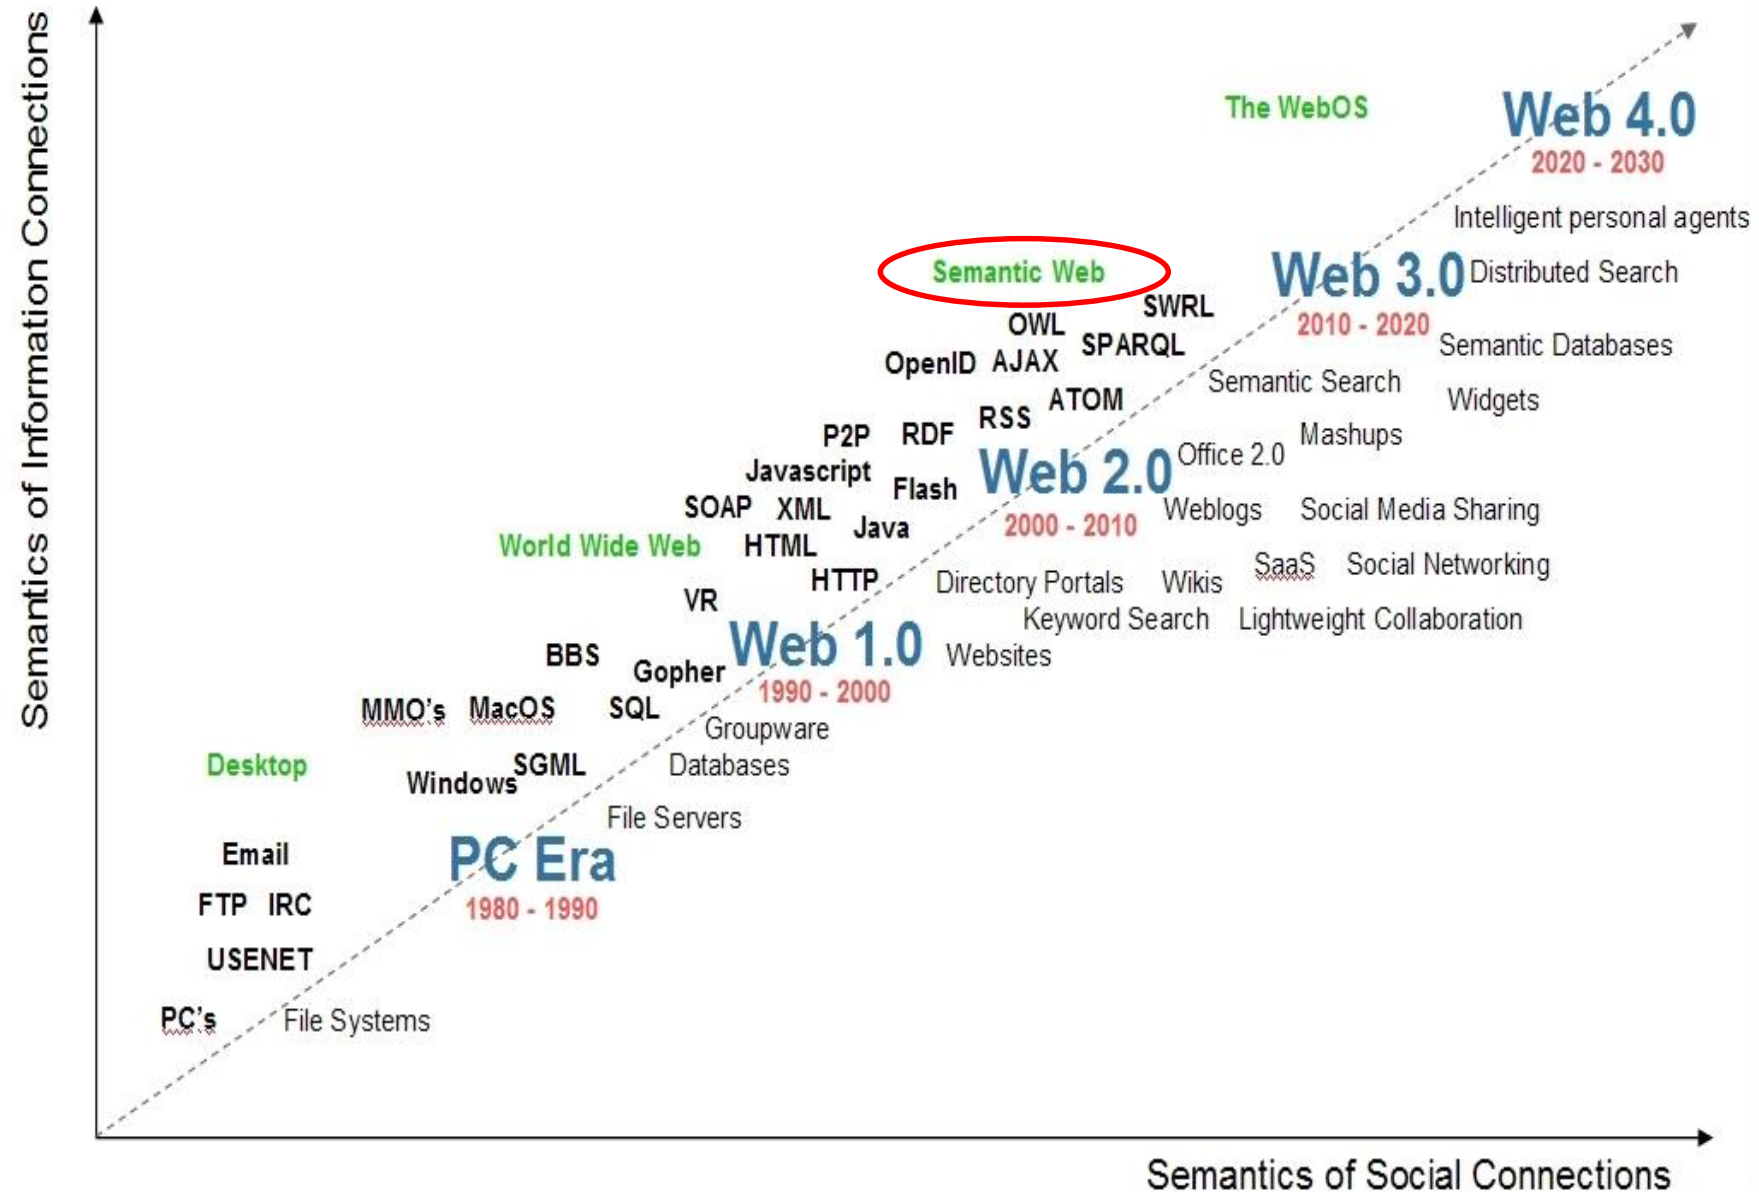 Semantics of Information Connections
The WebOS
Web 4.0
2020 - 2030
Intelligent personal agents
Semantic Web
Web 3.0
Distributed Search
2010 - 2020
SWRL
OWL
SPARQL
Semantic Databases
OpenID
AJAX
Semantic Search
Widgets
ATOM
RSS
P2P
RDF
Mashups
Web 2.0
Office 2.0
Javascript
Flash
2000 - 2010
Weblogs
Social Media Sharing
SOAP
XML
Java
World Wide Web
HTML
SaaS
Social Networking
HTTP
Directory Portals
Wikis
VR
Keyword Search
Lightweight Collaboration
Web 1.0
Websites
1990 - 2000
BBS
Gopher
MMO's
MacOS
SQL
Groupware
Desktop
SGML
Databases
Windows
File Servers
Email
PC Era
1980 - 1990
FTP
IRC
USENET
PC's
File Systems
Semantics of Social Connections